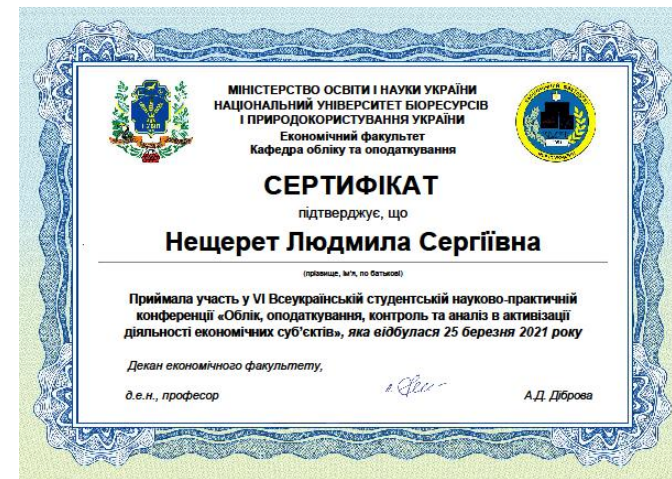 МІНІСТЕРСТВО ОСВІТИ І НАУКИ УКРАЇНИ
НАЦІОНАЛЬНИЙ УНІВЕРСИТЕТ БІОРЕСУРСІВ
І ПРИРОДОКОРИСТУВАННЯ УКРАЇНИ
Економічний факультет
Кафедра обліку та оподаткування
СЕРТИФІКАТ
підтверджує, що
Нещерет Людмила Сергіївна
(прізвище, ім'я, по батькові)
Приймала участь у VI Всеукраїнській студентській науково-практичній
конференції «Облік, оподаткування, контроль та аналіз в активізації
діяльності економічних суб'єктів», яка відбулася 25 березня 2021 року
Декан економічного факультету,
д.е.н., професор
А.Д. Діброва